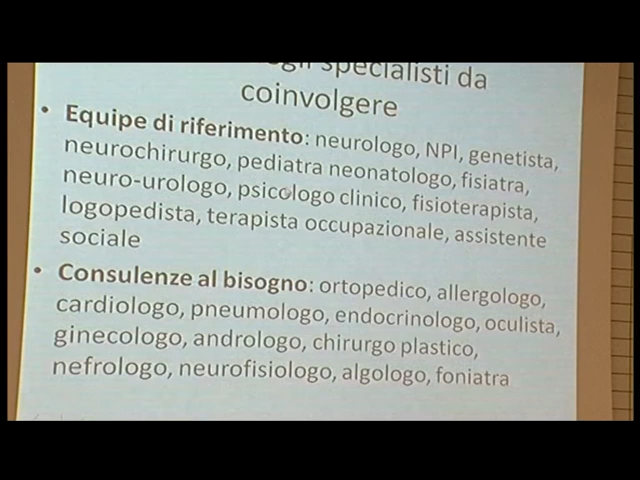 specialisti da
coinvolgere
• Equipe di riferimento: neurologo, NPI, genetista,
neurochirurgo, pediatra neonatologo, fisiatra,
neuro-urologo, psicologo clinico, fisioterapista,
logopedista, terapista occupazionale, assistente
sociale
• Consulenze al bisogno: ortopedico, allergologo,
cardiologo, pneumologo, endocrinologo, oculista,
ginecologo, andrologo, chirurgo plastico,
nefrologo, neurofisiologo, algologo, foniatra